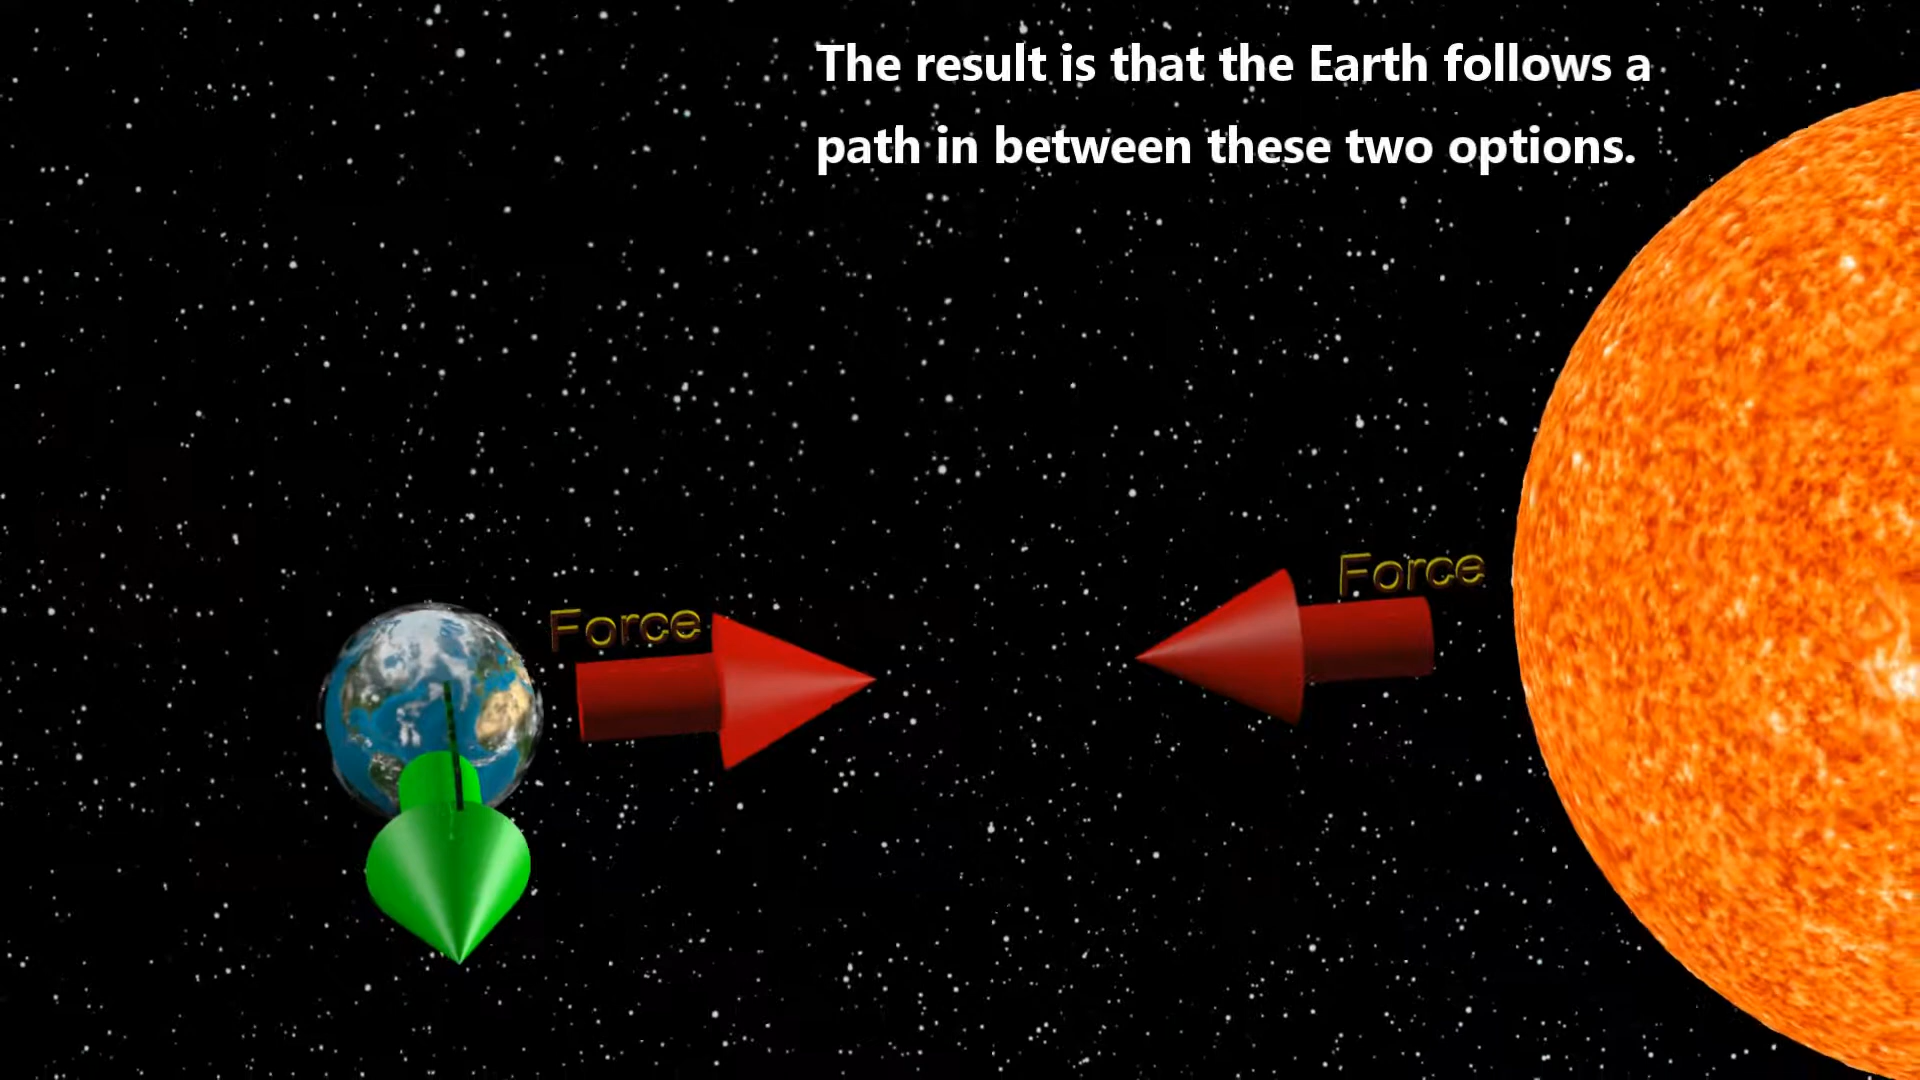 The result is that the Earth follows a
path in between these two options.
Force
Force